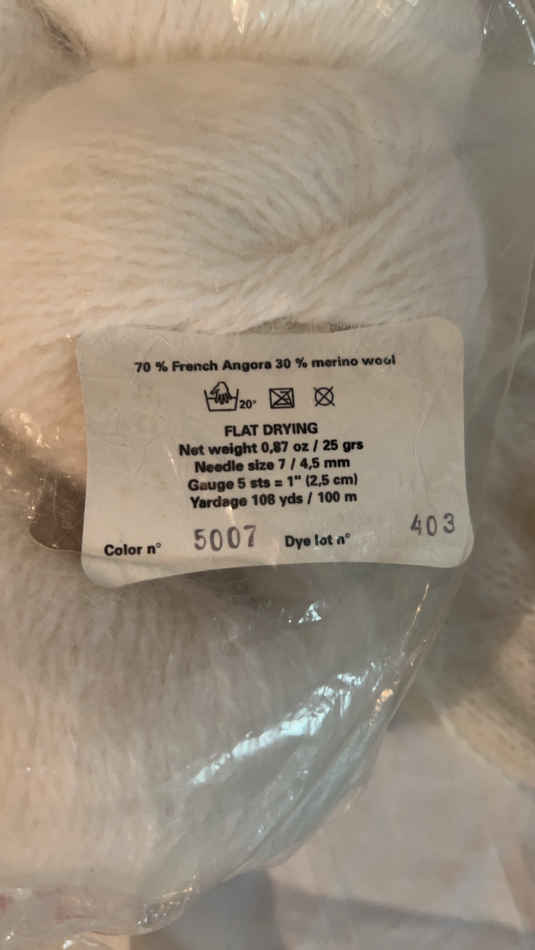 70 % French Angora 30 % merino wool
20°
FLAT DRYING
Net weight 0,87 oz / 25 grs
Needle size 7 / 4,5 mm
Gauge 5 sts = 1" (2,5 cm)
Yardage 108 yds / 100 m
Color n° 5007 Dye lot n° 403